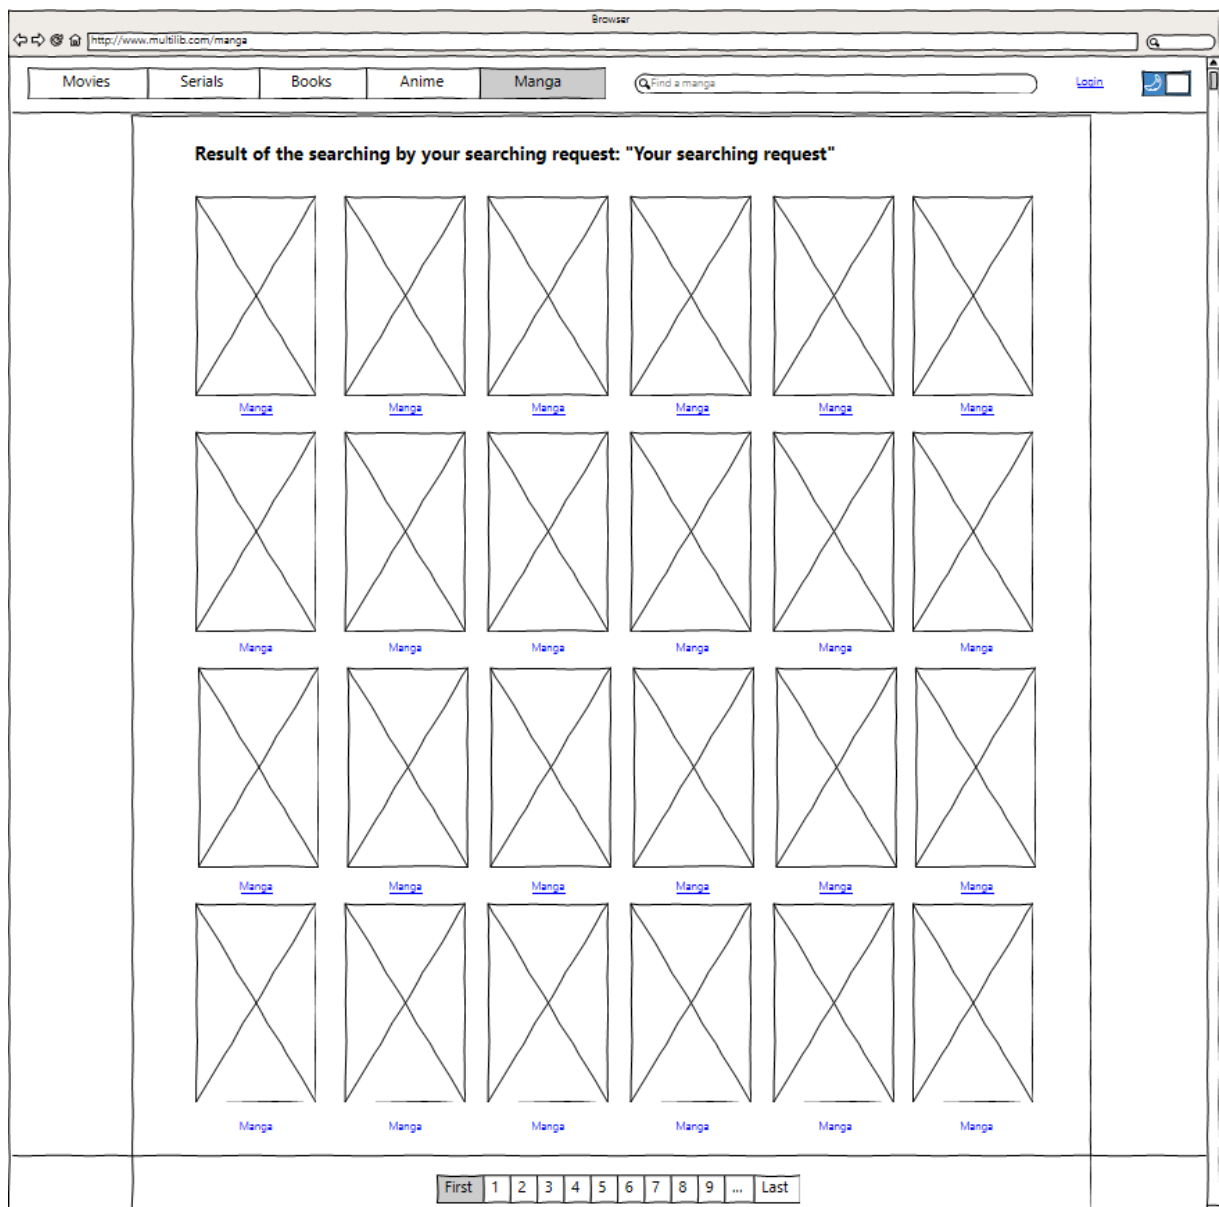 Browser
http://www.multilib.com/manga
Movies Serials Books Anime Manga Find a manga Login
Result of the searching by your searching request: "Your searching request"
Manga Manga Manga Manga Manga Manga
Manga Manga Manga Manga Manga Manga
Manga Manga Manga Manga Manga Manga
Manga Manga Manga Manga Manga Manga
First 1 2 3 4 5 6 7 8 9 ... Last